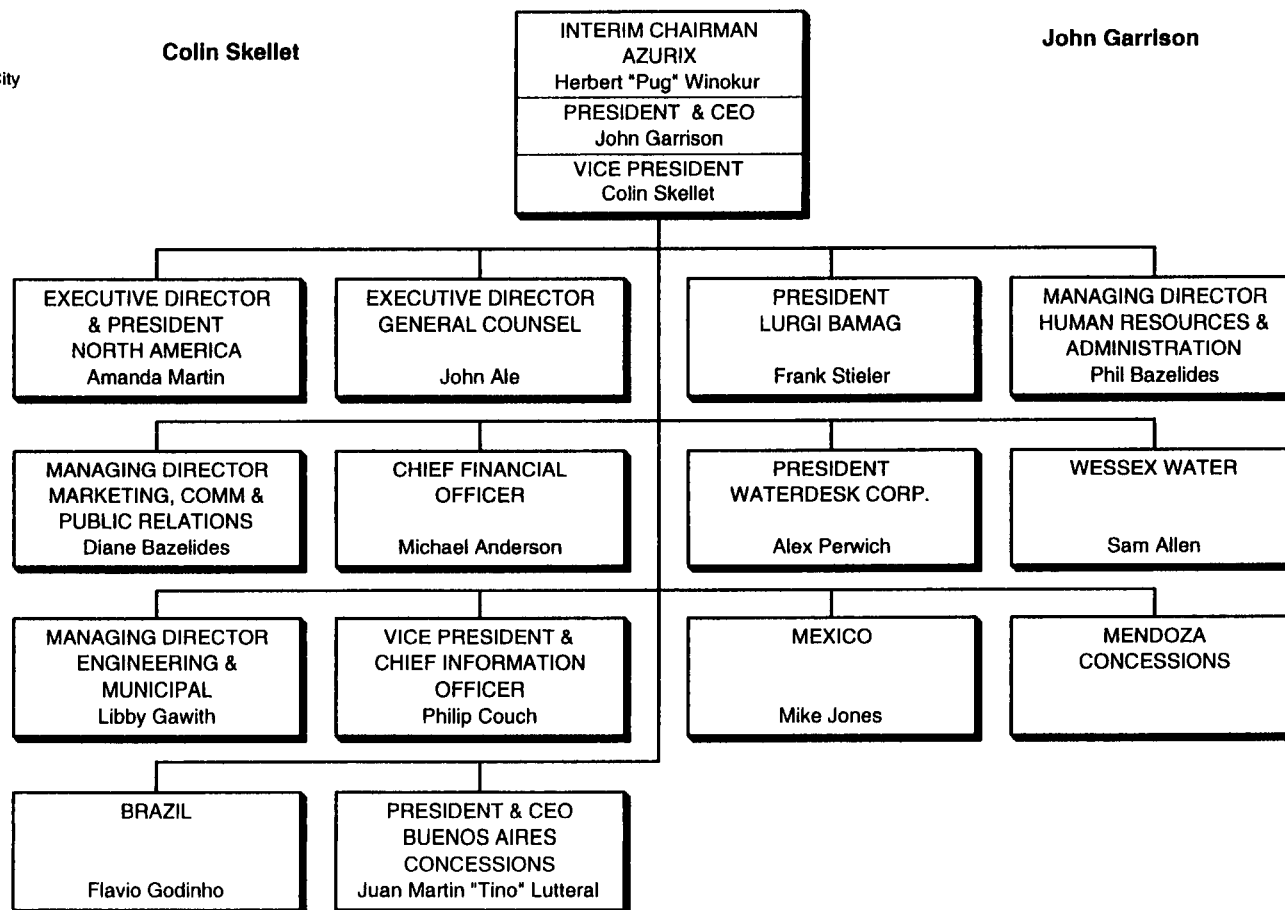 Colin Skellet
John Garrison
City
INTERIM CHAIRMAN
AZURIX
Herbert "Pug" Winokur
PRESIDENT & CEO
John Garrison
VICE PRESIDENT
Colin Skellet
EXECUTIVE DIRECTOR
& PRESIDENT
NORTH AMERICA
Amanda Martin
EXECUTIVE DIRECTOR
GENERAL COUNSEL
John Ale
PRESIDENT
LURGI BAMAG
Frank Stieler
MANAGING DIRECTOR
HUMAN RESOURCES &
ADMINISTRATION
Phil Bazelides
MANAGING DIRECTOR
MARKETING, COMM &
PUBLIC RELATIONS
Diane Bazelides
CHIEF FINANCIAL
OFFICER
Michael Anderson
PRESIDENT
WATERDESK CORP.
Alex Perwich
WESSEX WATER
Sam Allen
MANAGING DIRECTOR
ENGINEERING &
MUNICIPAL
Libby Gawith
VICE PRESIDENT &
CHIEF INFORMATION
OFFICER
Philip Couch
MEXICO
Mike Jones
MENDOZA
CONCESSIONS
BRAZIL
Flavio Godinho
PRESIDENT & CEO
BUENOS AIRES
CONCESSIONS
Juan Martin "Tino" Lutteral